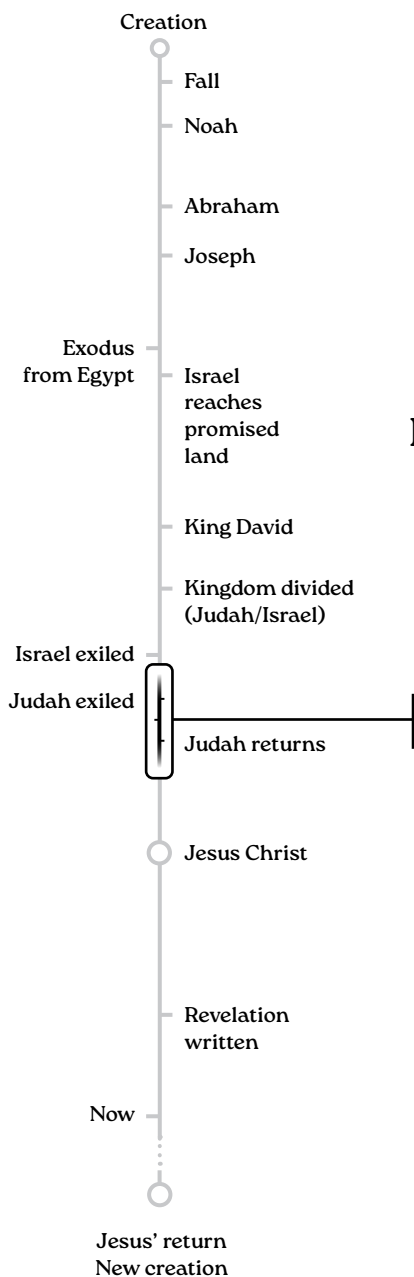 Creation
Fall
Noah
Abraham
Joseph
Exodus
from Egypt
Israel
reaches
promised
land
King David
Kingdom divided
(Judah/Israel)
Israel exiled
Judah exiled
Judah returns
Jesus Christ
Revelation
written
Now
Jesus’ return
New creation